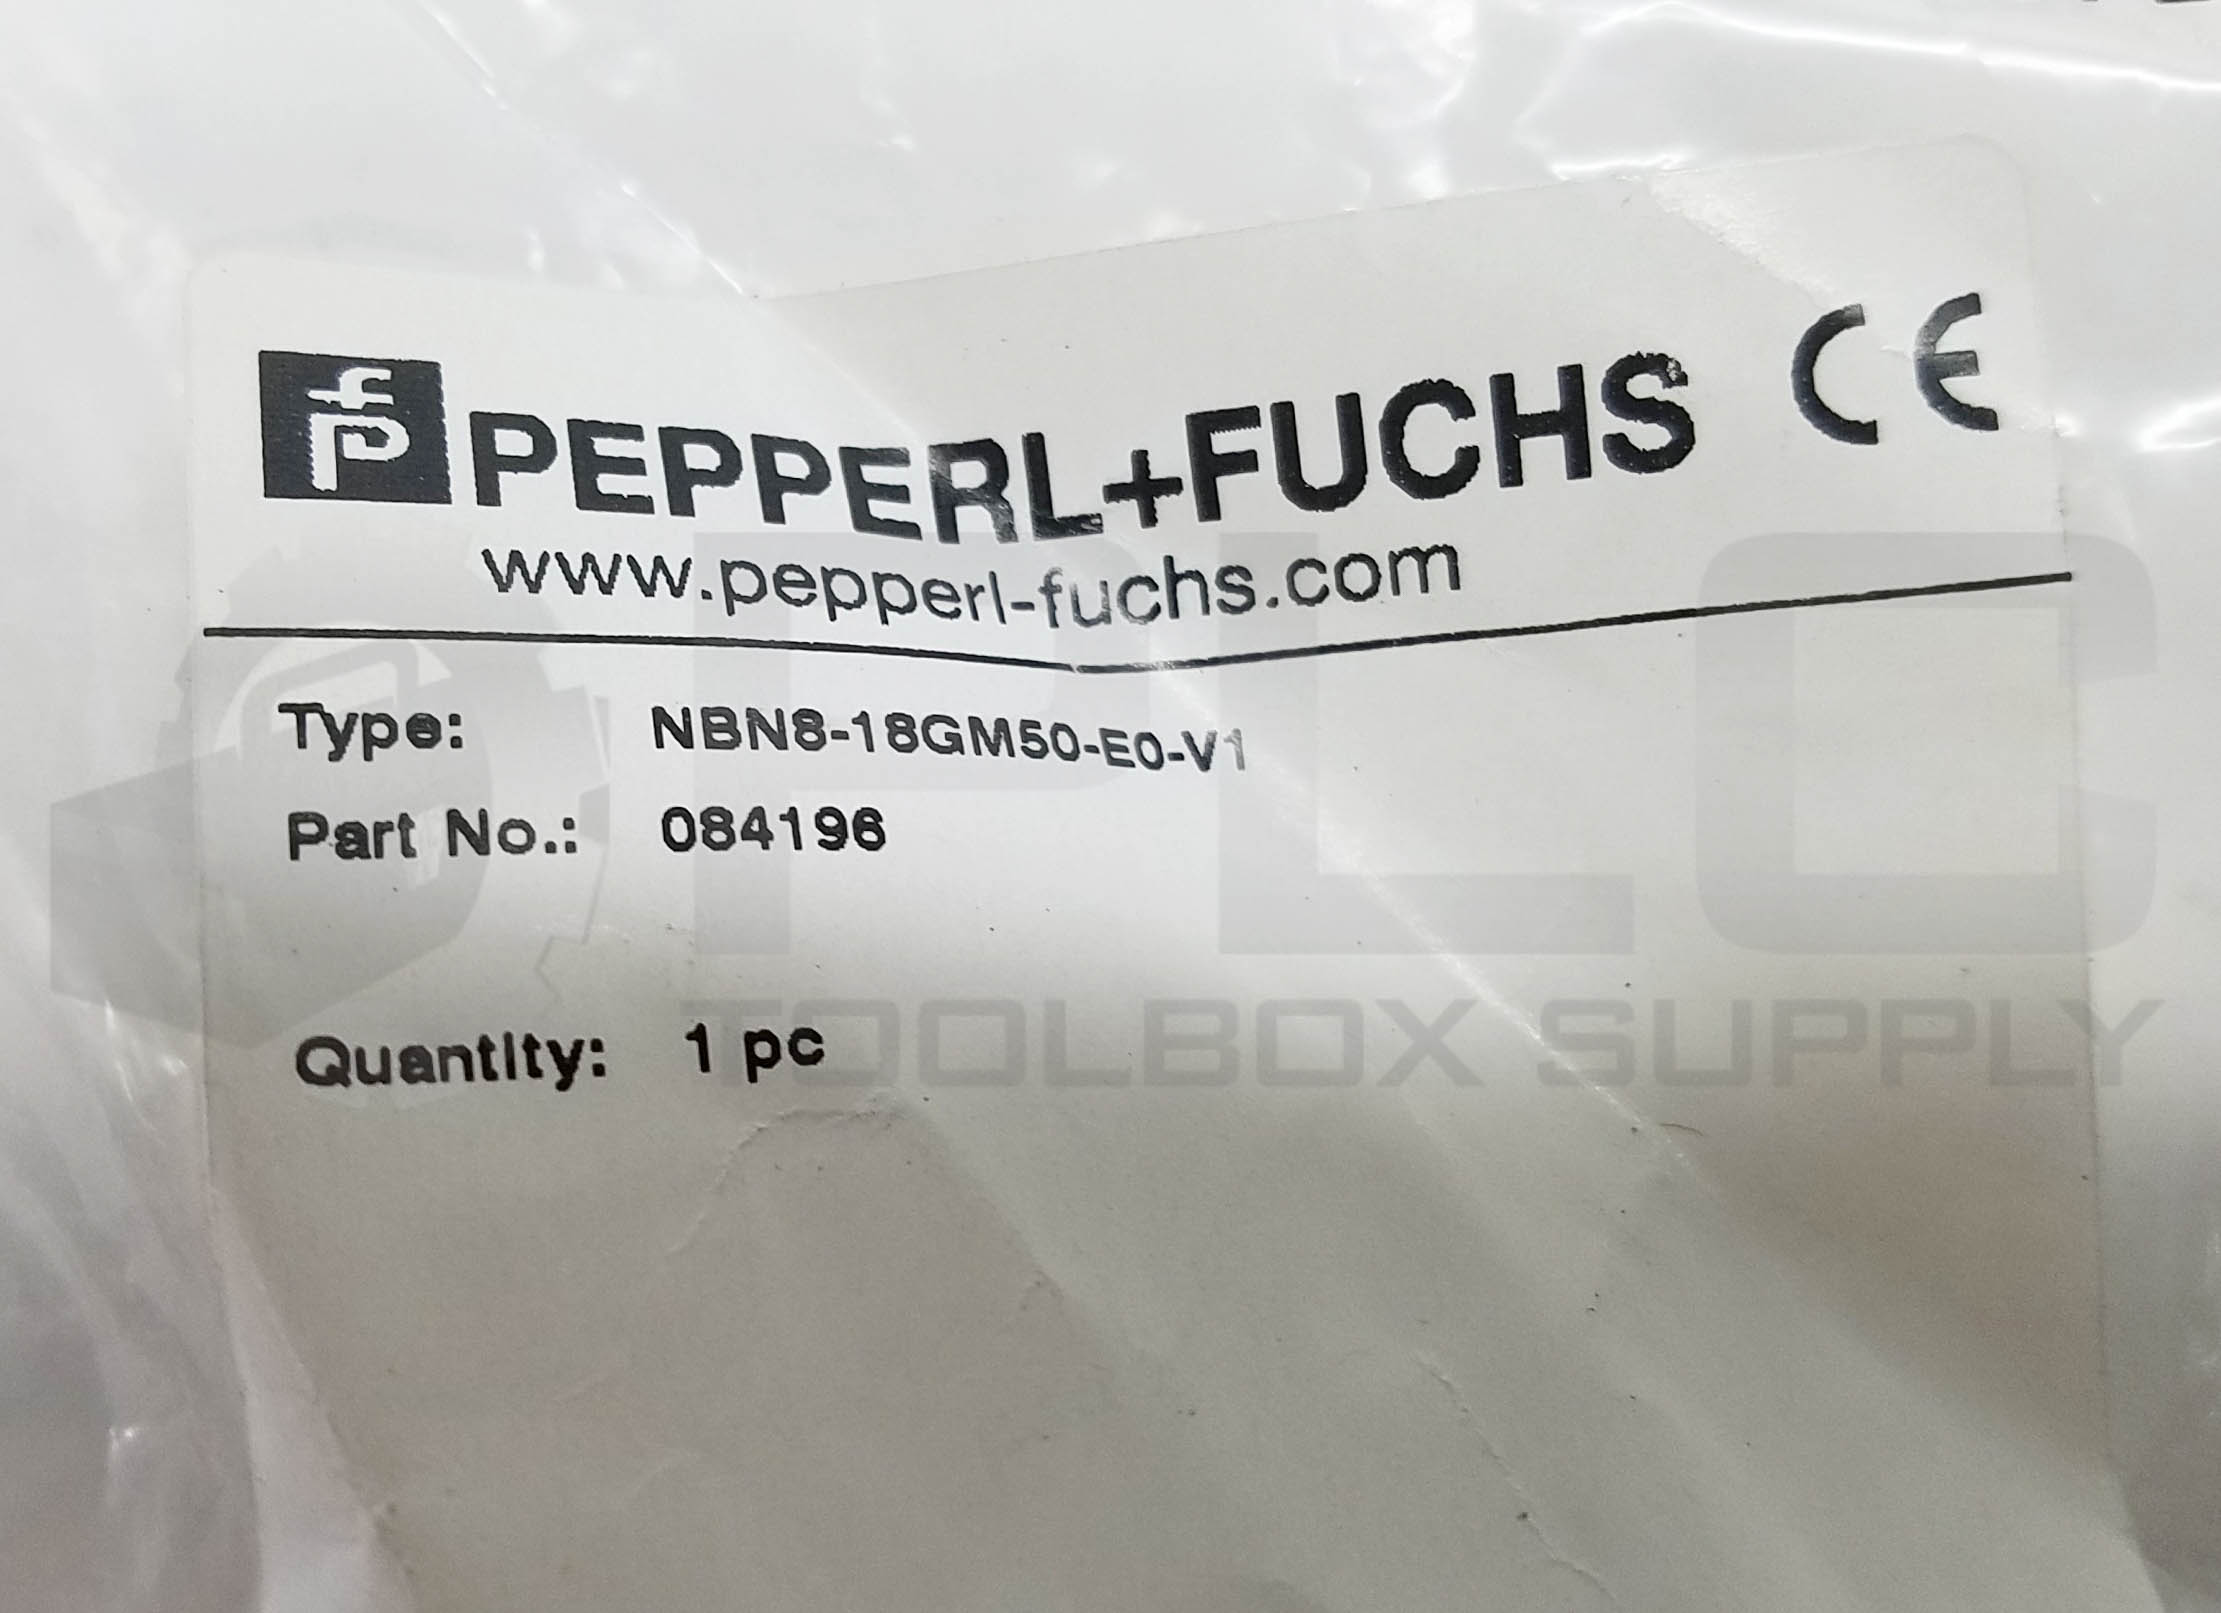 PEPPERL+FUCHS CE
www.pepperl-fuchs.com
Type: NBN8-18GM50-E0-V1
Part No.: 084196
Quantity: 1 pc
PLC
TOOLBOX SUPPLY